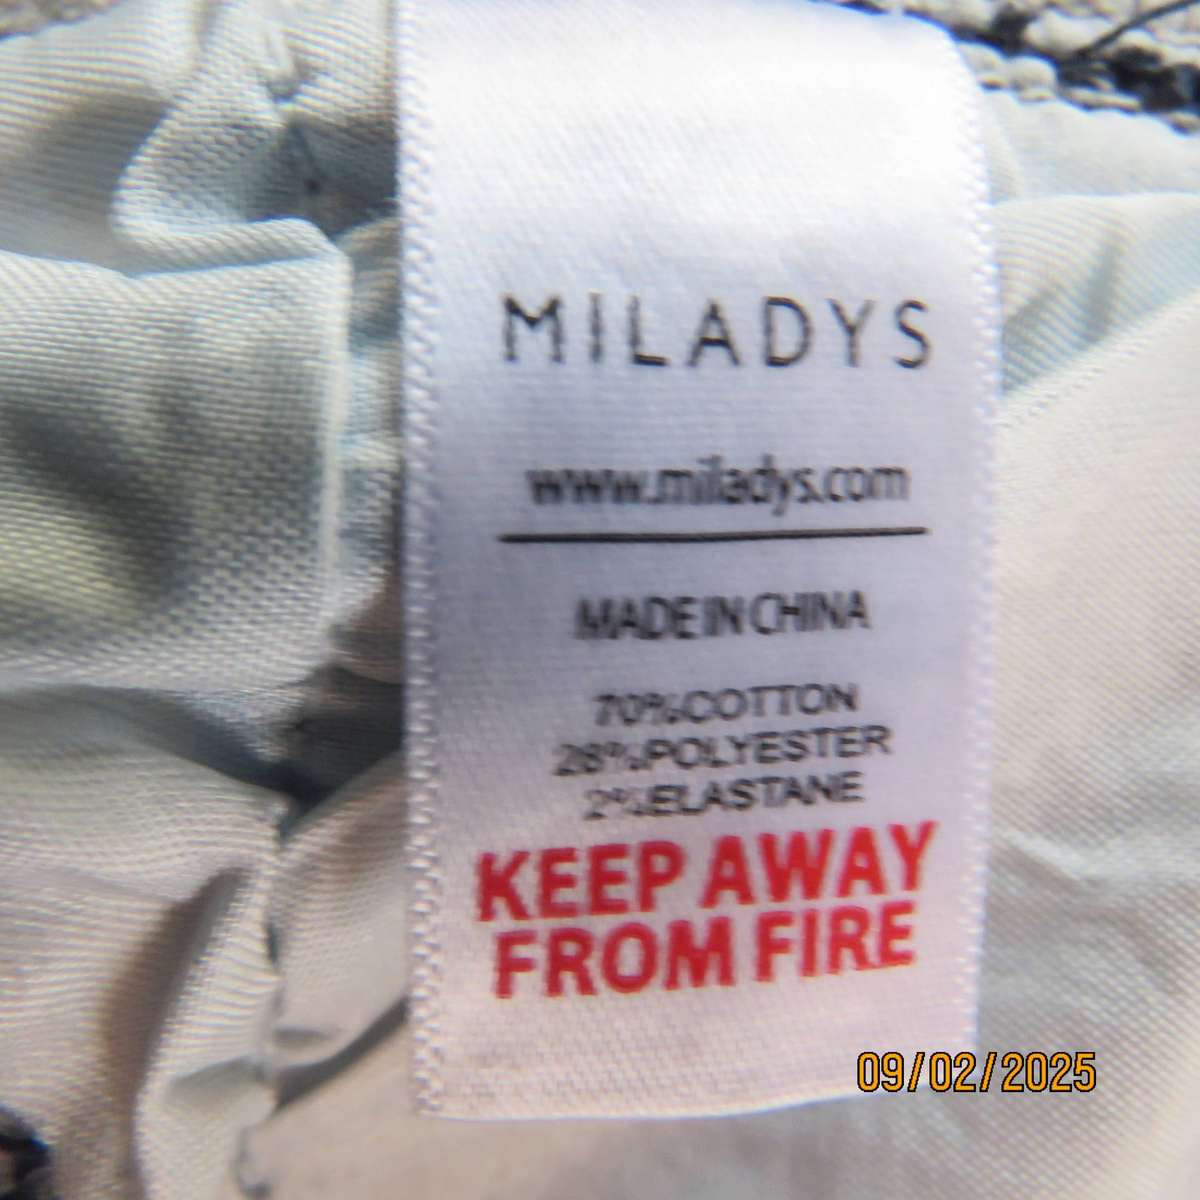 MILADYS
www.miladys.com
MADE IN CHINA
70%COTTON
28%POLYESTER
2%ELASTANE
KEEP AWAY
FROM FIRE
09/02/2025